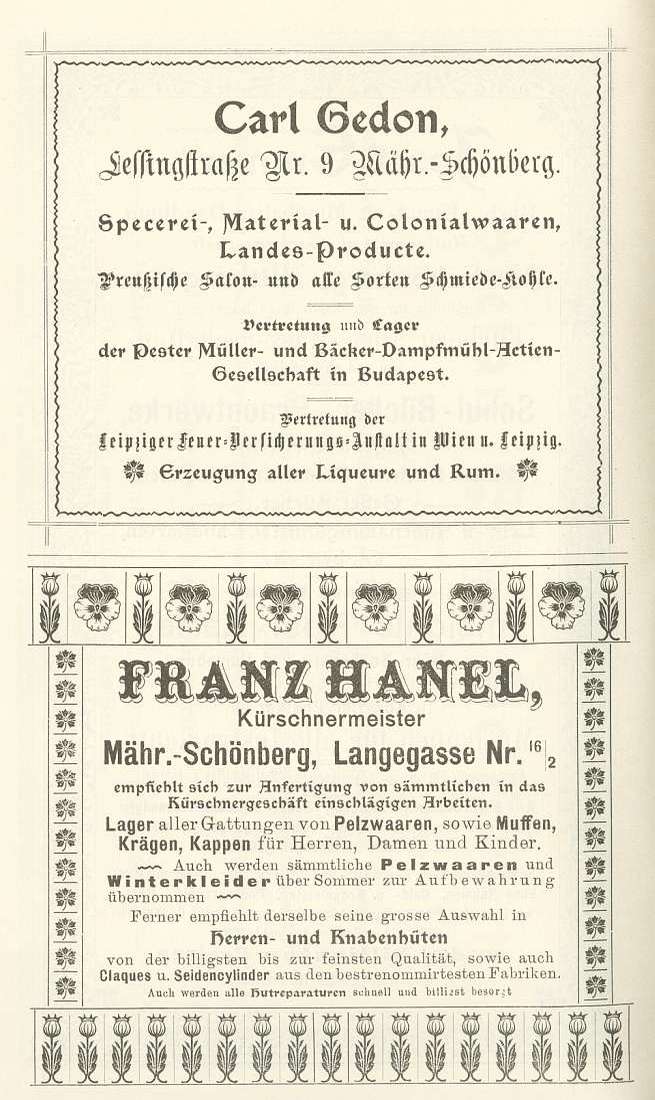 Carl Gedon,
Lessingstraße Nr. 9 Mähr.-Schönberg.
Specerei-, Material- u. Colonialwaaren,
Landes-Producte.
Preußische Salon- und alle Sorten Schmiede-Kohle.
Vertretung und Lager
der Pester Müller- und Bäcker-Dampfmühl-Actien-
Gesellschaft in Budapest.
Vertretung der
Leipziger Feuer-Versicherungs-Anstalt in Wien u. Leipzig.
Erzeugung aller Liqueure und Rum.
FRANZ HANEL,
Kürschnermeister
Mähr.-Schönberg, Langegasse Nr. 16/2
empfiehlt sich zur Anfertigung von sämmtlichen in das
Kürschnergeschäft einschlägigen Arbeiten.
Lager aller Gattungen von Pelzwaaren, sowie Muffen,
Krägen, Kappen für Herren, Damen und Kinder.
Auch werden sämmtliche Pelzwaaren und
Winterkleider über Sommer zur Aufbewahrung
übernommen
Ferner empfiehlt derselbe seine grosse Auswahl in
Herren- und Knabenhüten
von der billigsten bis zur feinsten Qualität, sowie auch
Claques u. Seidencylinder aus den bestrenommirtesten Fabriken.
Auch werden alle Hutreparaturen schnell und billigst besorgt